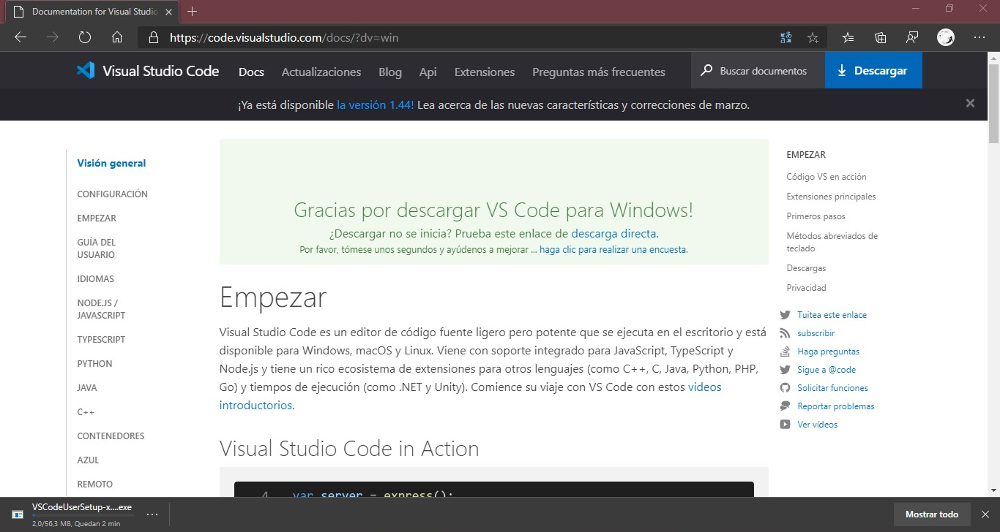 Documentation for Visual Studio
https://code.visualstudio.com/docs/?dv=win
Visual Studio Code
Docs
Actualizaciones
Blog
Api
Extensiones
Preguntas más frecuentes
Buscar documentos
Descargar
¡Ya está disponible la versión 1.44! Lea acerca de las nuevas características y correcciones de marzo.
Visión general
CONFIGURACIÓN
EMPEZAR
GUÍA DEL
USUARIO
IDIOMAS
NODE.JS /
JAVASCRIPT
TYPESCRIPT
PYTHON
JAVA
C++
CONTENEDORES
AZUL
REMOTO
Gracias por descargar VS Code para Windows!
¿Descargar no se inicia? Prueba este enlace de descarga directa.
Por favor, tómese unos segundos y ayúdenos a mejorar ... haga clic para realizar una encuesta.
Empezar
Visual Studio Code es un editor de código fuente ligero pero potente que se ejecuta en el escritorio y está
disponible para Windows, macOS y Linux. Viene con soporte integrado para JavaScript, TypeScript y
Node.js y tiene un rico ecosistema de extensiones para otros lenguajes (como C++, C, Java, Python, PHP,
Go) y tiempos de ejecución (como .NET y Unity). Comience su viaje con VS Code con estos videos
introductorios.
Visual Studio Code in Action
4 var server = express();
EMPEZAR
Código VS en acción
Extensiones principales
Primeros pasos
Métodos abreviados de
teclado
Descargas
Privacidad
Tuitea este enlace
subscribir
Haga preguntas
Sigue a @code
Solicitar funciones
Reportar problemas
Ver vídeos
VSCodeUserSetup-x....exe
2,0/56,3 MB, Quedan 2 min
Mostrar todo